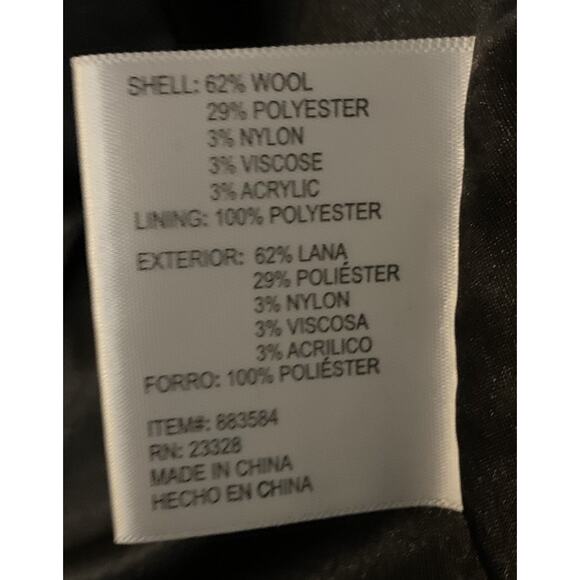 SHELL: 62% WOOL
29% POLYESTER
3% NYLON
3% VISCOSE
3% ACRYLIC
LINING: 100% POLYESTER
EXTERIOR: 62% LANA
29% POLIÉSTER
3% NYLON
3% VISCOSA
3% ACRILICO
FORRO: 100% POLIÉSTER
ITEM#: 883584
RN: 23328
MADE IN CHINA
HECHO EN CHINA